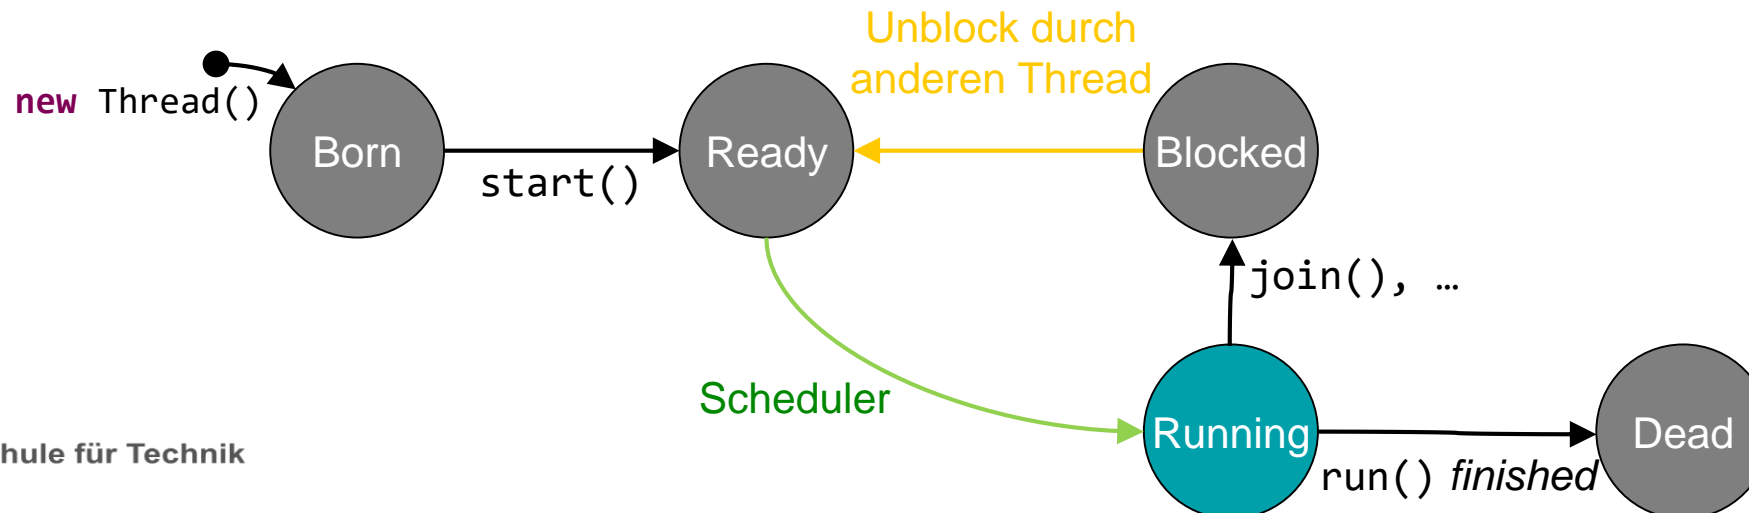 Unblock durch
anderen Thread
new Thread()
Born
Ready
Blocked
start()
join(), …
Scheduler
Running
Dead
hule für Technik
run() finished